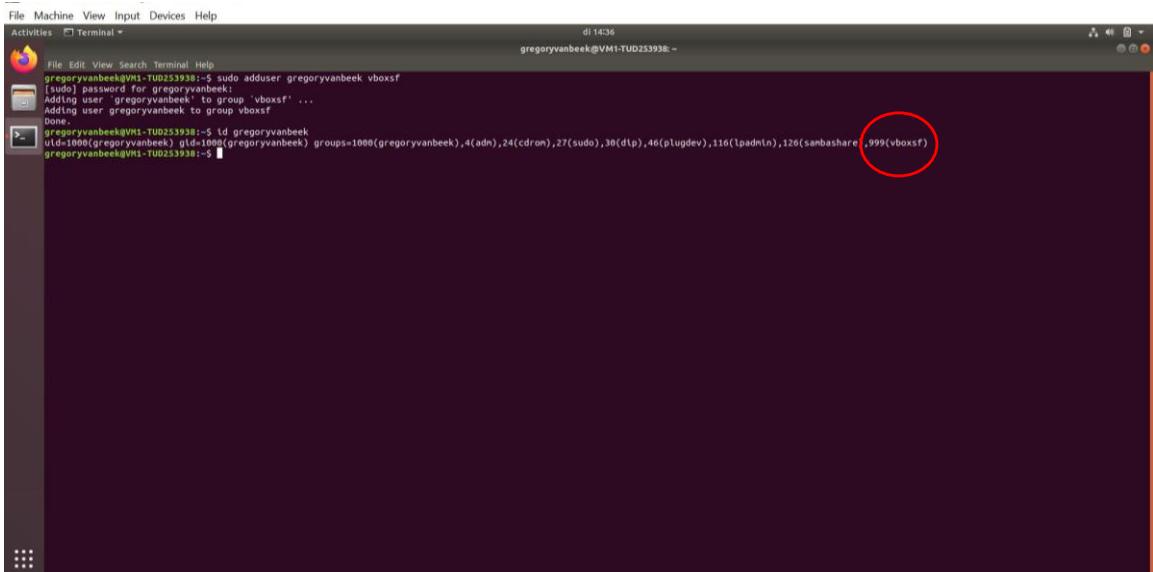 File Machine View Input Devices Help
Activities Terminal di 14:36
gregoryvanbeek@VM1-TUD253938: ~
File Edit View Search Terminal Help
gregoryvanbeek@VM1-TUD253938:~$ sudo adduser gregoryvanbeek vboxsf
[sudo] password for gregoryvanbeek:
Adding user `gregoryvanbeek' to group `vboxsf' ...
Adding user gregoryvanbeek to group vboxsf
Done.
gregoryvanbeek@VM1-TUD253938:~$ id gregoryvanbeek
uid=1000(gregoryvanbeek) gid=1000(gregoryvanbeek) groups=1000(gregoryvanbeek),4(adm),24(cdrom),27(sudo),30(dip),46(plugdev),116(lpadmin),126(sambashare),999(vboxsf)
gregoryvanbeek@VM1-TUD253938:~$